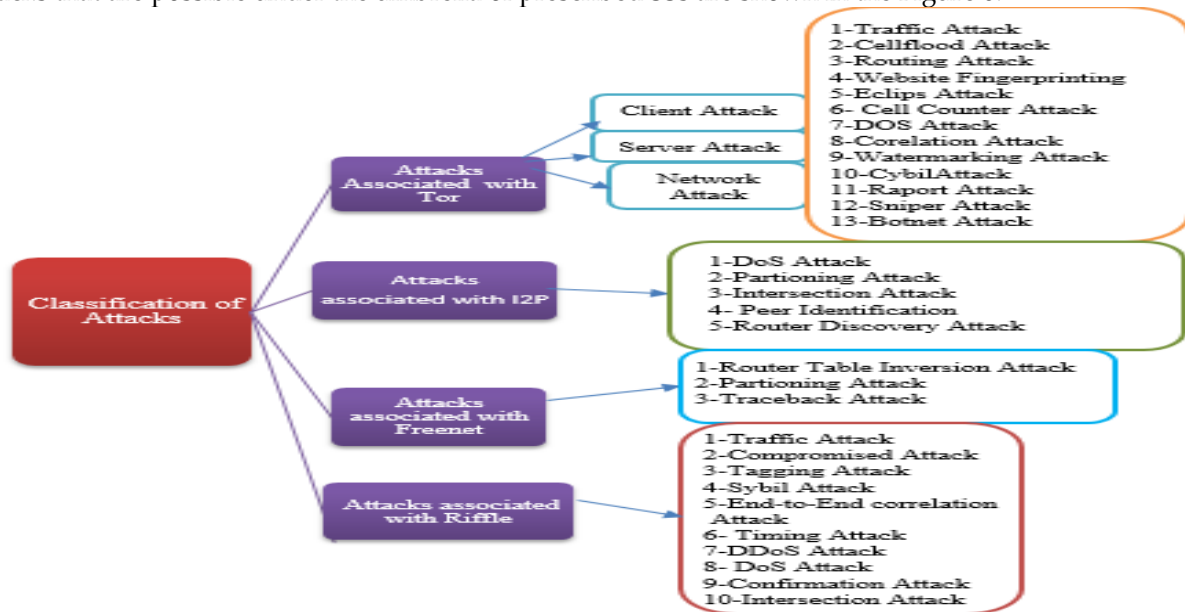 Classification of
Attacks
Attacks
Associated with
Tor
Client Attack
Server Attack
Network
Attack
1-Traffic Attack
2-Cellflood Attack
3-Routing Attack
4-Website Fingerprinting
5-Eclips Attack
6- Cell Counter Attack
7-DOS Attack
8-Corelation Attack
9-Watermarking Attack
10-CybilAttack
11-Raport Attack
12-Sniper Attack
13-Botnet Attack
Attacks
associated with I2P
1-DoS Attack
2-Partioning Attack
3-Intersection Attack
4- Peer Identification
5-Router Discovery Attack
Attacks
associated with
Freenet
1-Router Table Inversion Attack
2-Partioning Attack
3-Traceback Attack
Attacks associated
with Riffle
1-Traffic Attack
2-Compromised Attack
3-Tagging Attack
4-Sybil Attack
5-End-to-End correlation
Attack
6- Timing Attack
7-DDoS Attack
8- DoS Attack
9-Confirmation Attack
10-Intersection Attack